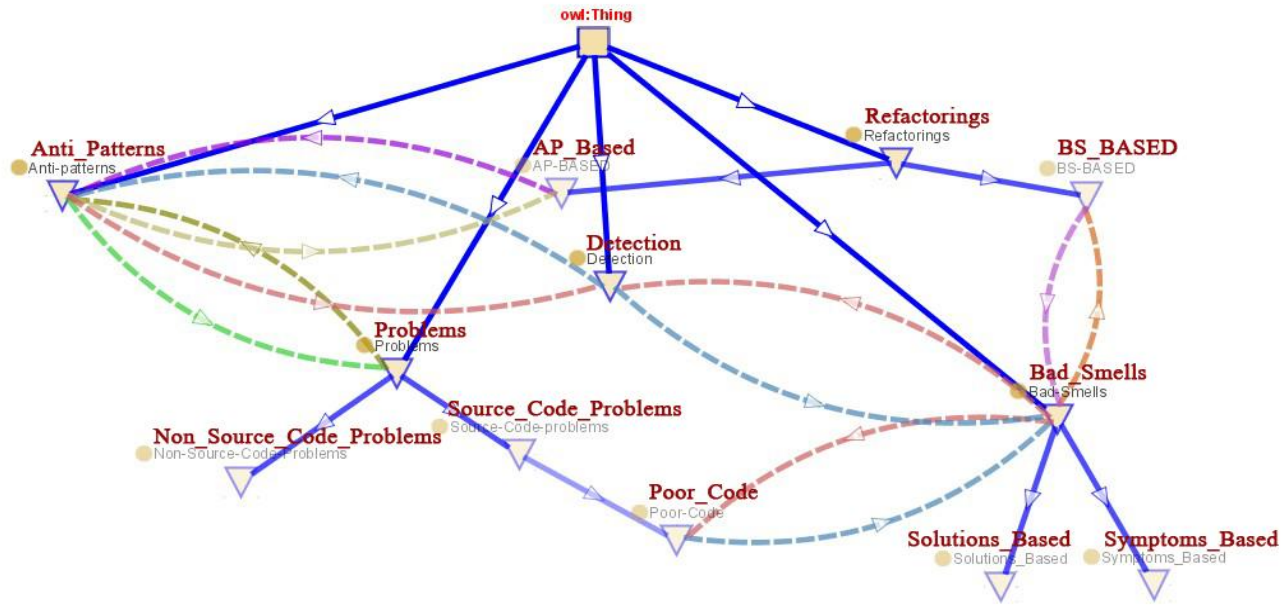 owl:Thing
Refactorings
Refactorings
Anti_Patterns
Anti-patterns
AP_Based
AP-BASED
BS_BASED
BS-BASED
Detection
Detection
Problems
Problems
Bad_Smells
Bad-Smells
Source_Code_Problems
Source-Code-problems
Non_Source_Code_Problems
Non-Source-Code-Problems
Poor_Code
Poor-Code
Solutions_Based
Solutions_Based
Symptoms_Based
Symptoms_Based